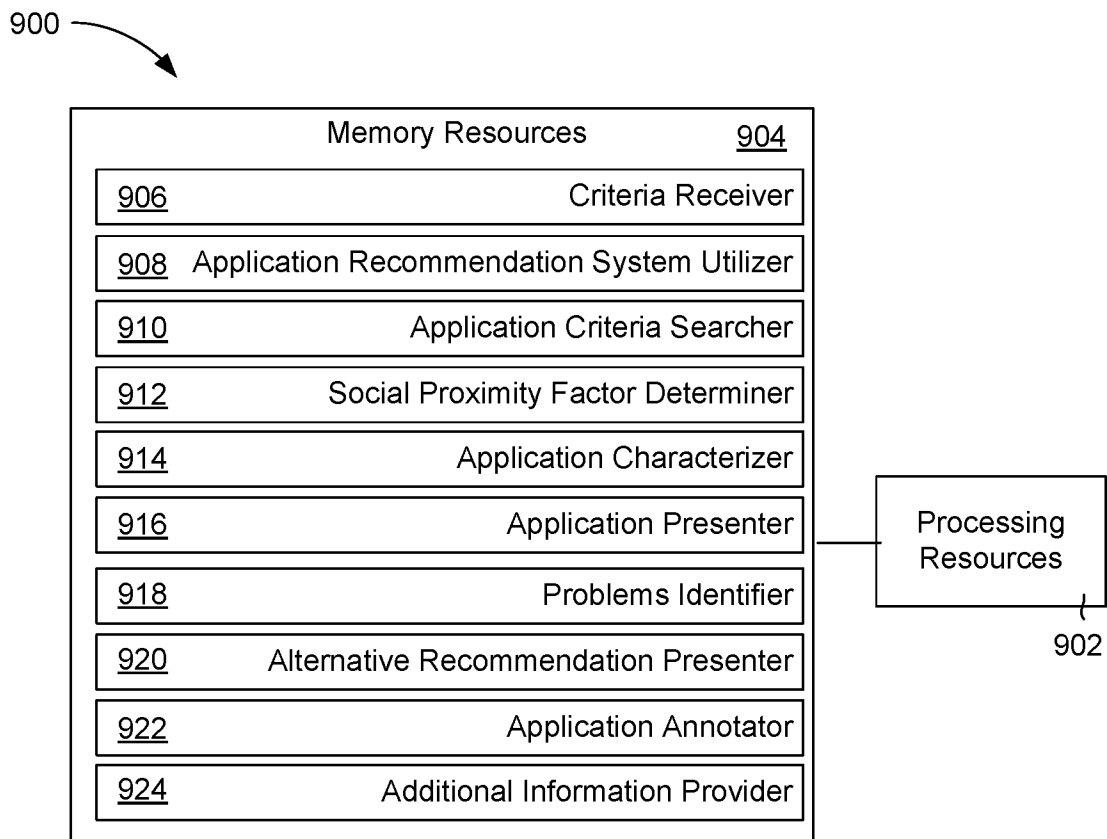 900
Memory Resources 904
906 Criteria Receiver
908 Application Recommendation System Utilizer
910 Application Criteria Searcher
912 Social Proximity Factor Determiner
914 Application Characterizer
916 Application Presenter
918 Problems Identifier
920 Alternative Recommendation Presenter
922 Application Annotator
924 Additional Information Provider
Processing
Resources
902